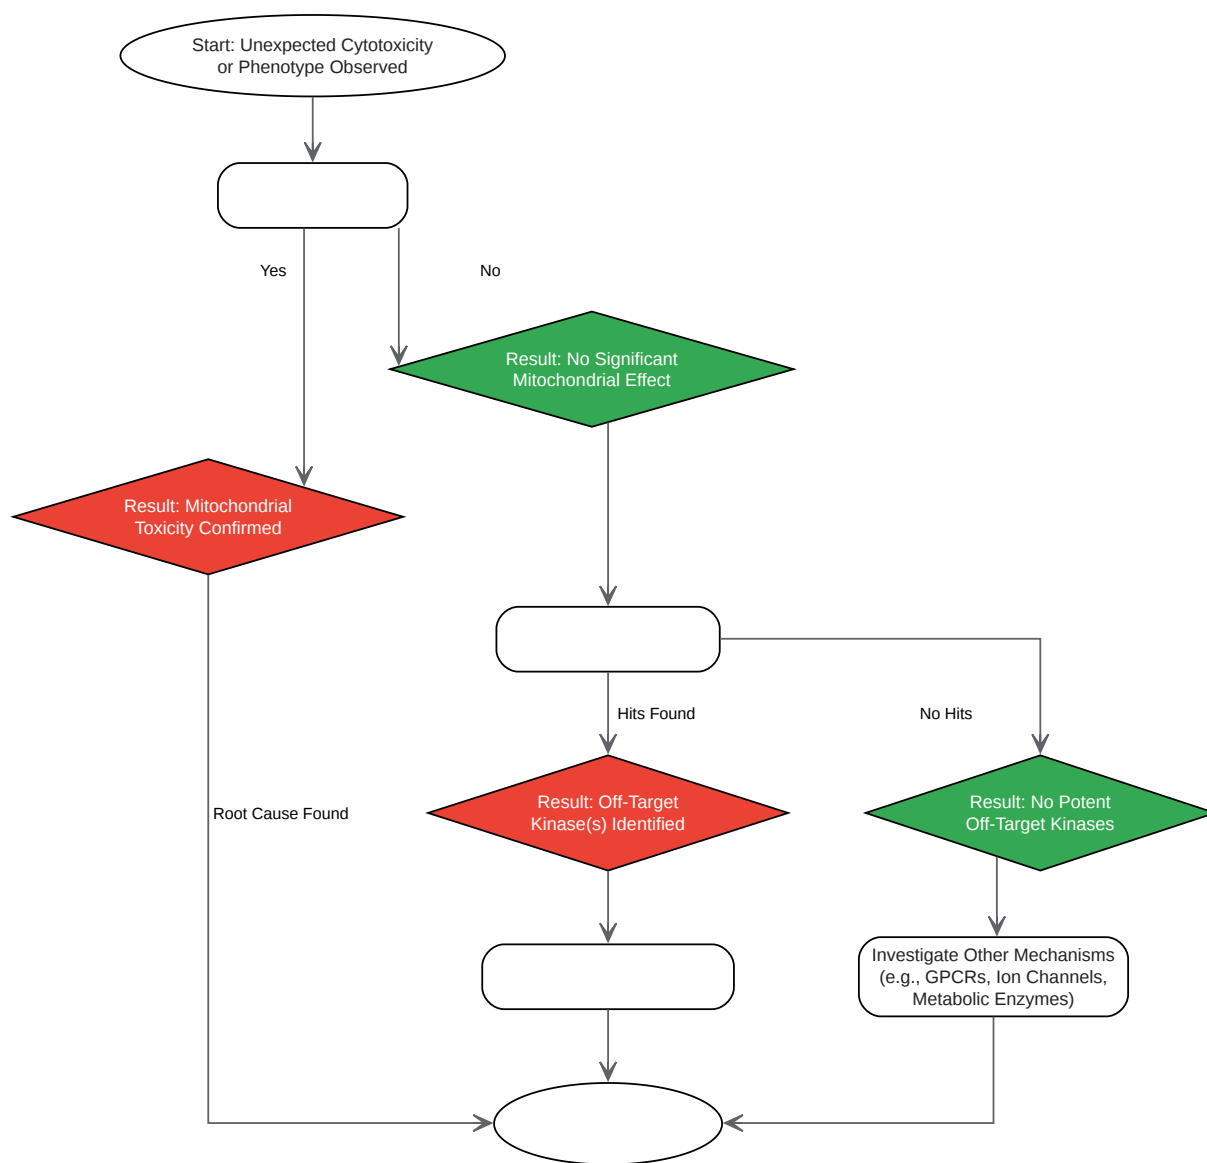 Start: Unexpected Cytotoxicity
or Phenotype Observed
Yes
No
Result: No Significant
Mitochondrial Effect
Result: Mitochondrial
Toxicity Confirmed
Hits Found
No Hits
Root Cause Found
Result: Off-Target
Kinase(s) Identified
Result: No Potent
Off-Target Kinases
Investigate Other Mechanisms
(e.g., GPCRs, Ion Channels,
Metabolic Enzymes)